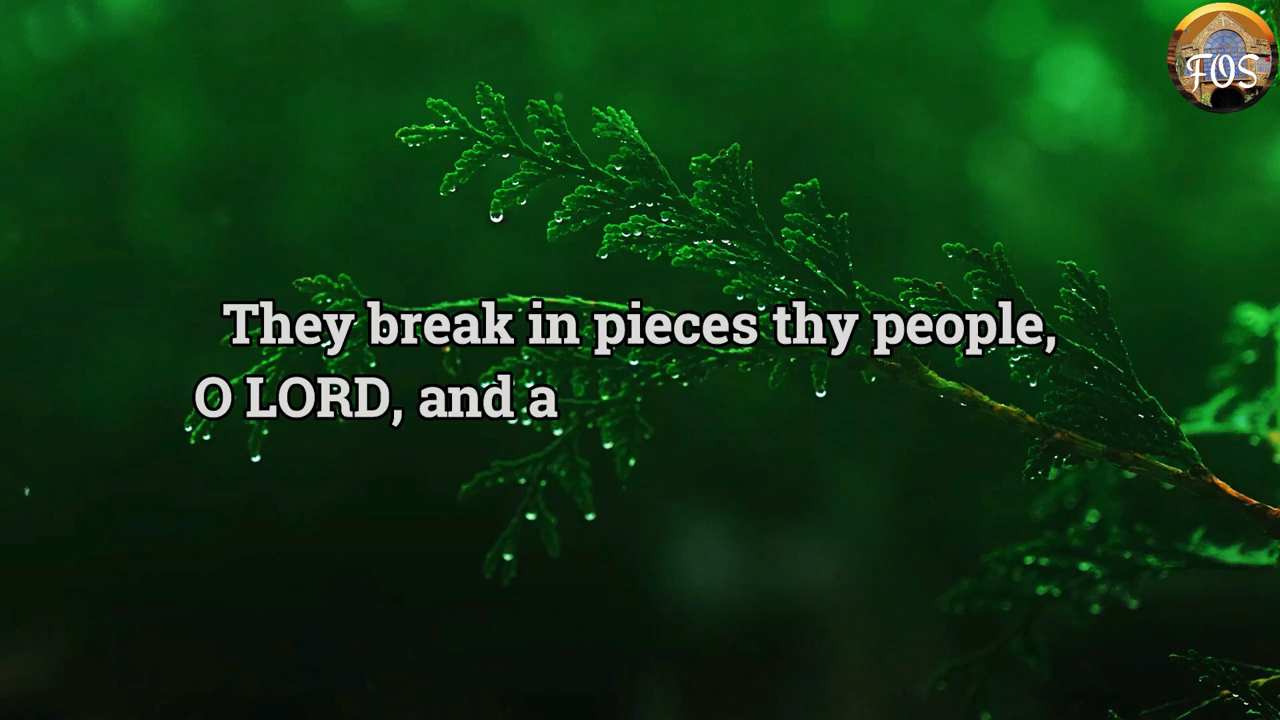 FOS
They break in pieces thy people,
O LORD, and a